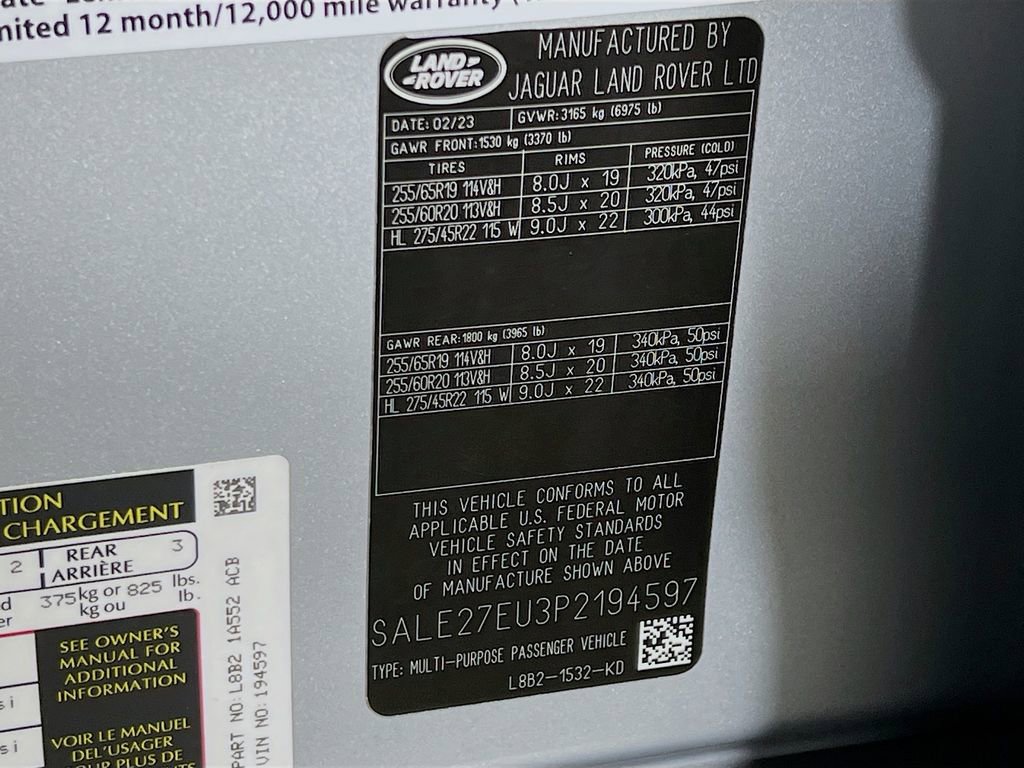 nited 12 month/12,000 mile warranty
LAND
ROVER
MANUFACTURED BY
JAGUAR LAND ROVER LTD
DATE: 02/23 GVWR: 3165 kg (6975 lb)
GAWR FRONT: 1530 kg (3370 lb)
TIRES RIMS PRESSURE (COLD)
255/65R19 114V&H 8.0J x 19 320kPa, 47psi
255/60R20 113V&H 8.5J x 20 320kPa, 47psi
HL 275/45R22 115 W 9.0J x 22 300kPa, 44psi
GAWR REAR: 1800 kg (3965 lb)
255/65R19 114V&H 8.0J x 19 340kPa, 50psi
255/60R20 113V&H 8.5J x 20 340kPa, 50psi
HL 275/45R22 115 W 9.0J x 22 340kPa, 50psi
THIS VEHICLE CONFORMS TO ALL
APPLICABLE U.S. FEDERAL MOTOR
VEHICLE SAFETY STANDARDS
IN EFFECT ON THE DATE
OF MANUFACTURE SHOWN ABOVE
SALE27EU3P2194597
TYPE: MULTI-PURPOSE PASSENGER VEHICLE
L8B2-1532-KD
TION
CHARGEMENT
2 REAR 3
ARRIÈRE
375 kg or 825 lbs.
kg ou lb.
SEE OWNER'S
MANUAL FOR
ADDITIONAL
INFORMATION
VOIR LE MANUEL
DEL'USAGER
POUR PLUS DE
si
si
PART NO: L8B2 1A552 ACB
VIN NO: 194597